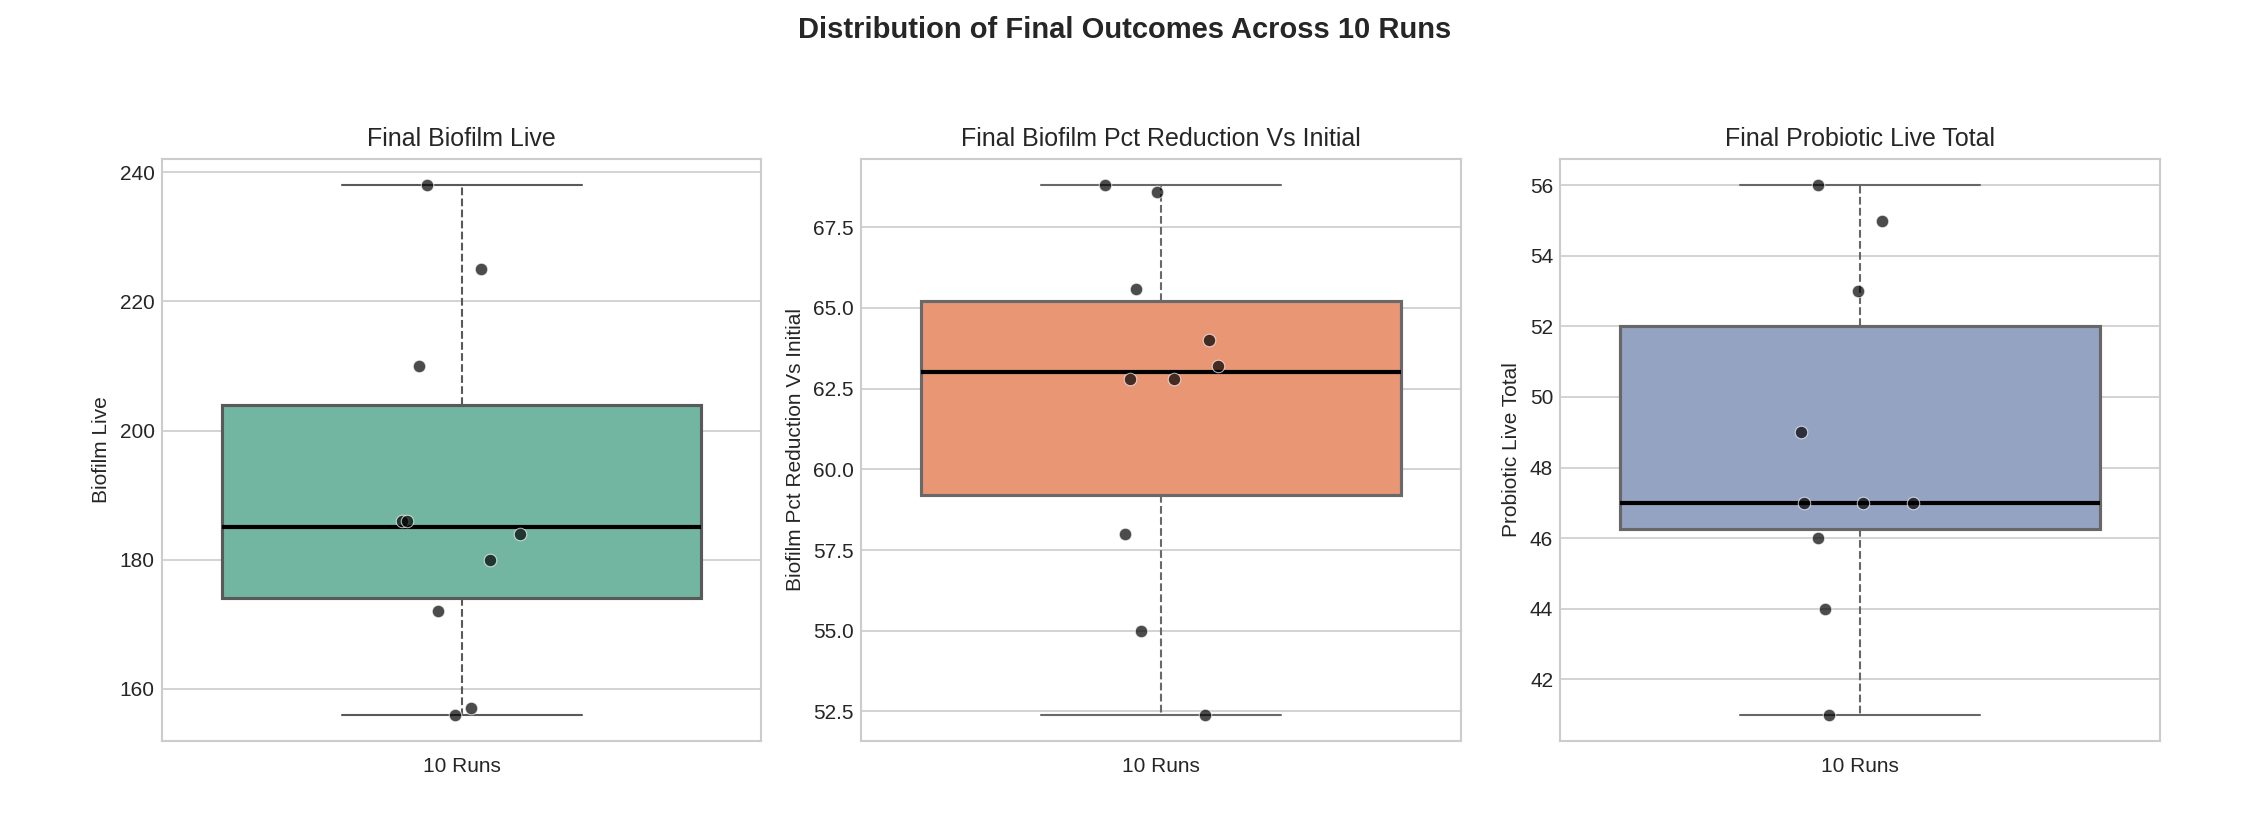 Distribution of Final Outcomes Across 10 Runs
Final Biofilm Live
Biofilm Live
240
220
200
180
160
10 Runs
Final Biofilm Pct Reduction Vs Initial
Biofilm Pct Reduction Vs Initial
67.5
65.0
62.5
60.0
57.5
55.0
52.5
10 Runs
Final Probiotic Live Total
Probiotic Live Total
56
54
52
50
48
46
44
42
10 Runs